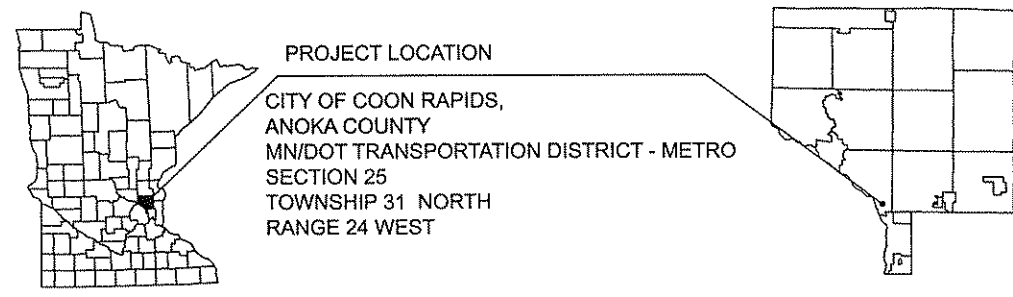 PROJECT LOCATION
CITY OF COON RAPIDS,
ANOKA COUNTY
MN/DOT TRANSPORTATION DISTRICT - METRO
SECTION 25
TOWNSHIP 31 NORTH
RANGE 24 WEST